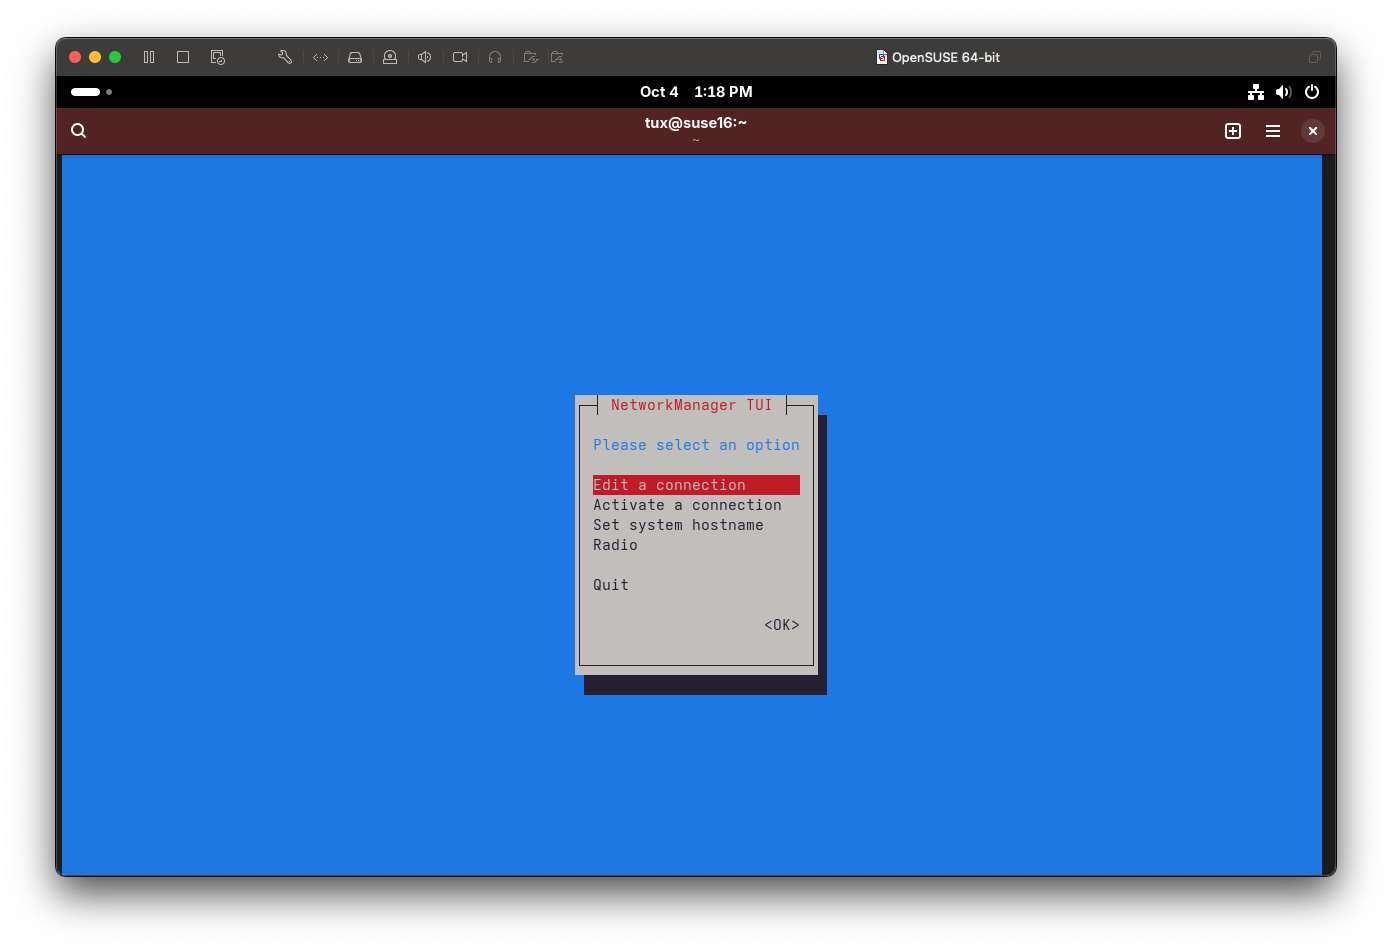 OpenSUSE 64-bit
Oct 4 1:18 PM
tux@suse16:~
~
NetworkManager TUI
Please select an option
Edit a connection
Activate a connection
Set system hostname
Radio
Quit
<OK>